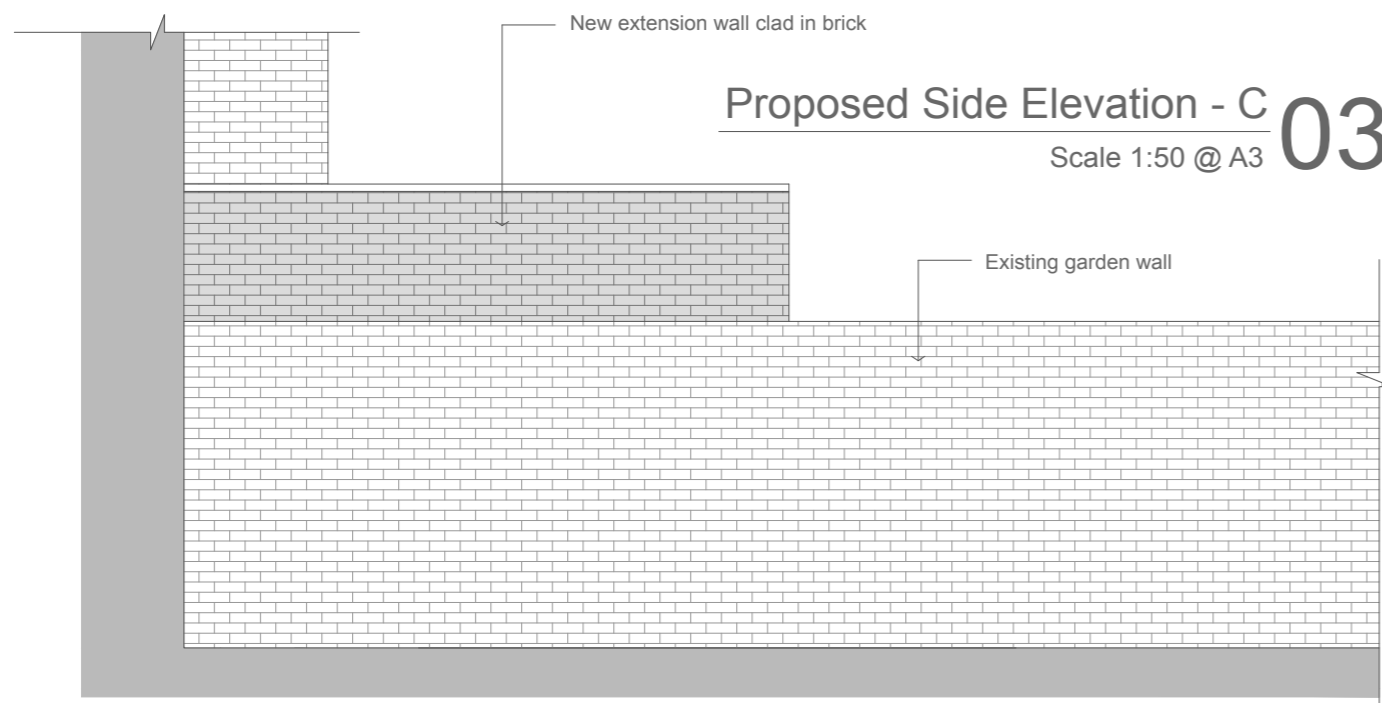 New extension wall clad in brick
Proposed Side Elevation - C
03
Scale 1:50 @ A3
Existing garden wall